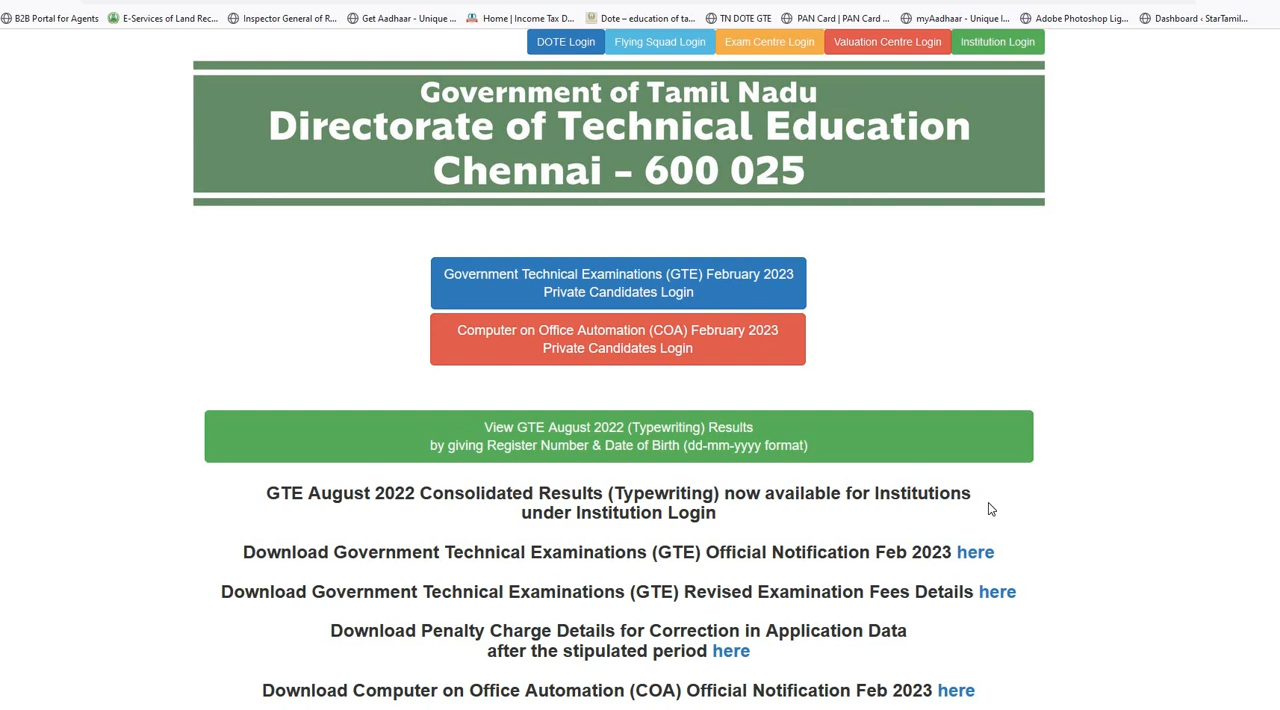 B2B Portal for Agents E-Services of Land Rec... Inspector General of R... Get Aadhaar - Unique ... Home | Income Tax D... Dote – education of ta... TN DOTE GTE PAN Card | PAN Card ... myAadhaar - Unique I... Adobe Photoshop Lig... Dashboard ‹ StarTamil...
DOTE Login Flying Squad Login Exam Centre Login Valuation Centre Login Institution Login
Government of Tamil Nadu
Directorate of Technical Education
Chennai – 600 025
Government Technical Examinations (GTE) February 2023
Private Candidates Login
Computer on Office Automation (COA) February 2023
Private Candidates Login
View GTE August 2022 (Typewriting) Results
by giving Register Number & Date of Birth (dd-mm-yyyy format)
GTE August 2022 Consolidated Results (Typewriting) now available for Institutions
under Institution Login
Download Government Technical Examinations (GTE) Official Notification Feb 2023 here
Download Government Technical Examinations (GTE) Revised Examination Fees Details here
Download Penalty Charge Details for Correction in Application Data
after the stipulated period here
Download Computer on Office Automation (COA) Official Notification Feb 2023 here